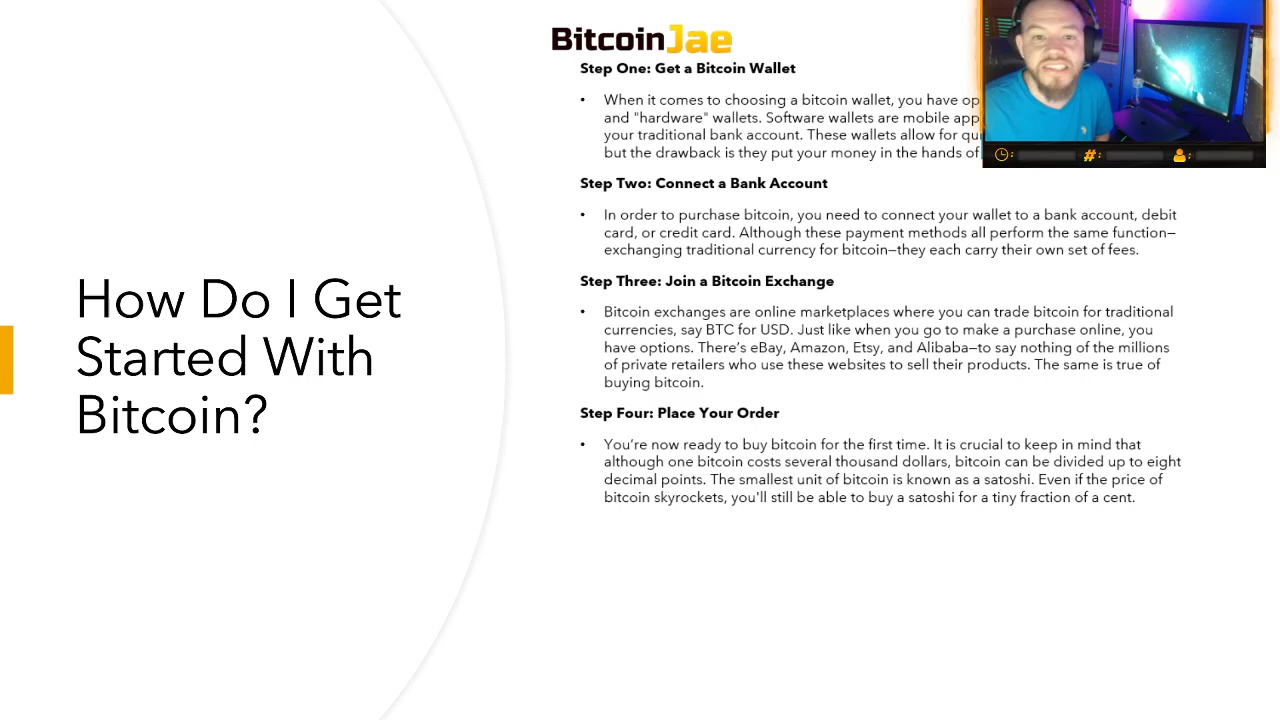 BitcoinJae
How Do I Get
Started With
Bitcoin?
Step One: Get a Bitcoin Wallet
• When it comes to choosing a bitcoin wallet, you have op
and "hardware" wallets. Software wallets are mobile app
your traditional bank account. These wallets allow for qu
but the drawback is they put your money in the hands of
Step Two: Connect a Bank Account
• In order to purchase bitcoin, you need to connect your wallet to a bank account, debit
card, or credit card. Although these payment methods all perform the same function—
exchanging traditional currency for bitcoin—they each carry their own set of fees.
Step Three: Join a Bitcoin Exchange
• Bitcoin exchanges are online marketplaces where you can trade bitcoin for traditional
currencies, say BTC for USD. Just like when you go to make a purchase online, you
have options. There’s eBay, Amazon, Etsy, and Alibaba—to say nothing of the millions
of private retailers who use these websites to sell their products. The same is true of
buying bitcoin.
Step Four: Place Your Order
• You’re now ready to buy bitcoin for the first time. It is crucial to keep in mind that
although one bitcoin costs several thousand dollars, bitcoin can be divided up to eight
decimal points. The smallest unit of bitcoin is known as a satoshi. Even if the price of
bitcoin skyrockets, you'll still be able to buy a satoshi for a tiny fraction of a cent.
#: